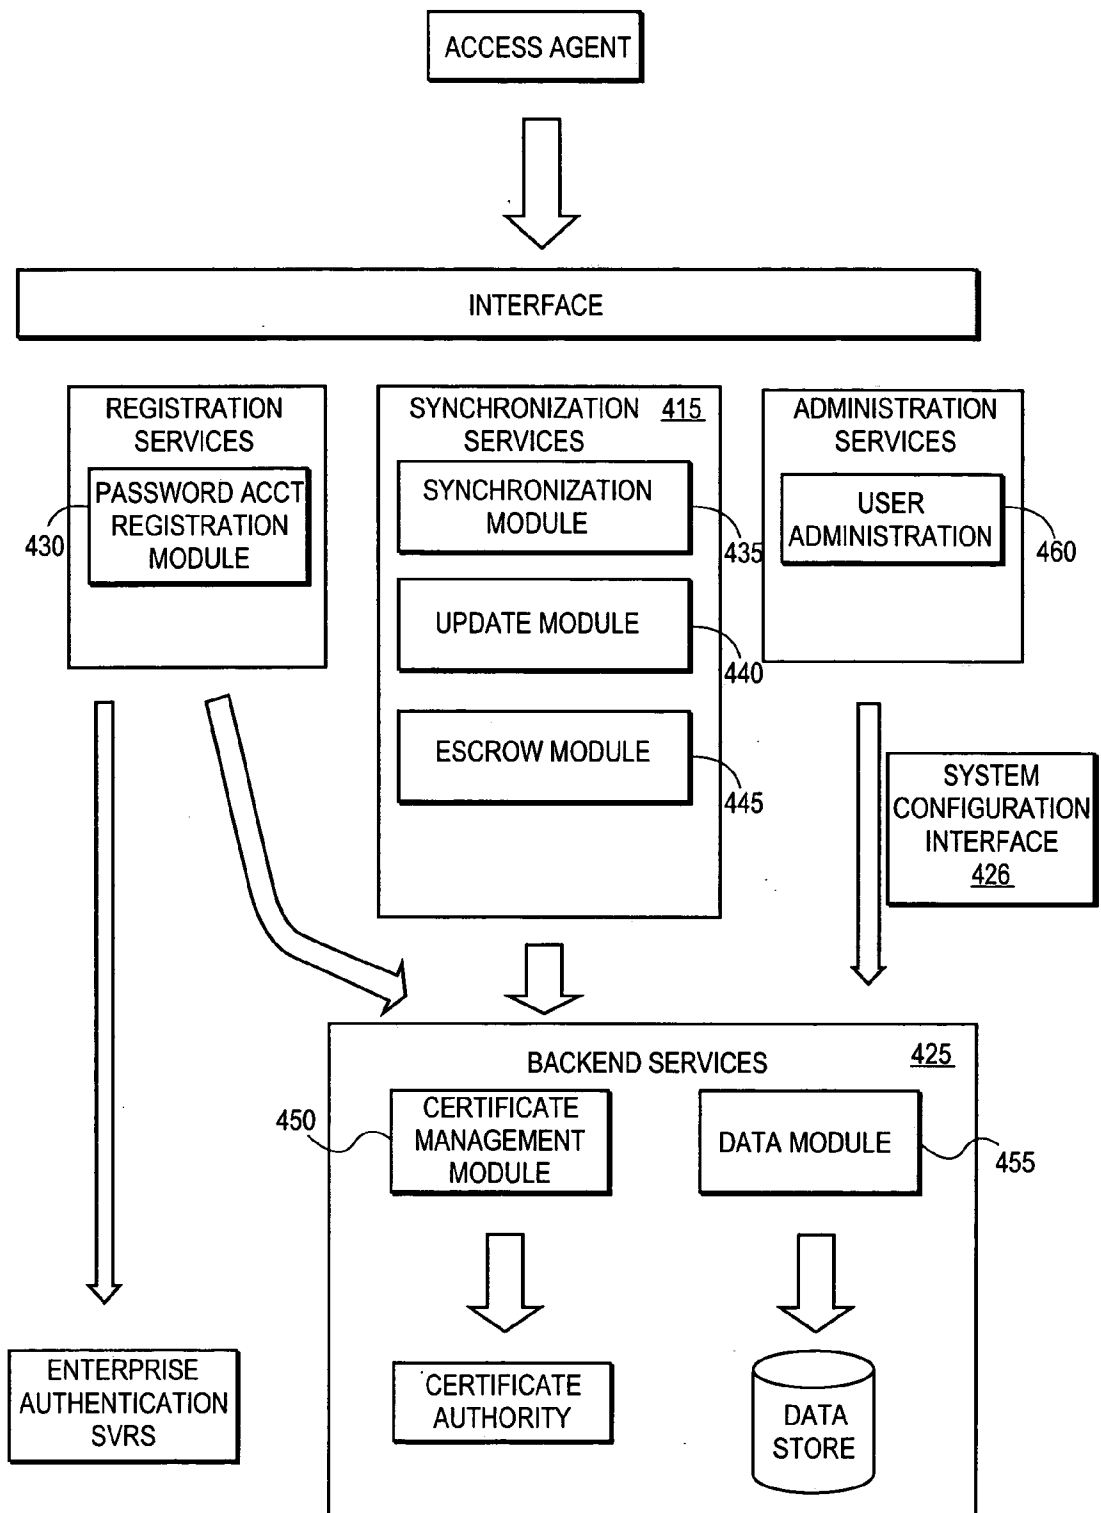 ACCESS AGENT
INTERFACE
REGISTRATION
SERVICES
PASSWORD ACCT
REGISTRATION
MODULE
430
SYNCHRONIZATION
SERVICES
415
SYNCHRONIZATION
MODULE
435
UPDATE MODULE
440
ESCROW MODULE
445
ADMINISTRATION
SERVICES
USER
ADMINISTRATION
460
SYSTEM
CONFIGURATION
INTERFACE
426
BACKEND SERVICES
425
450
CERTIFICATE
MANAGEMENT
MODULE
DATA MODULE
455
ENTERPRISE
AUTHENTICATION
SVRS
CERTIFICATE
AUTHORITY
DATA
STORE